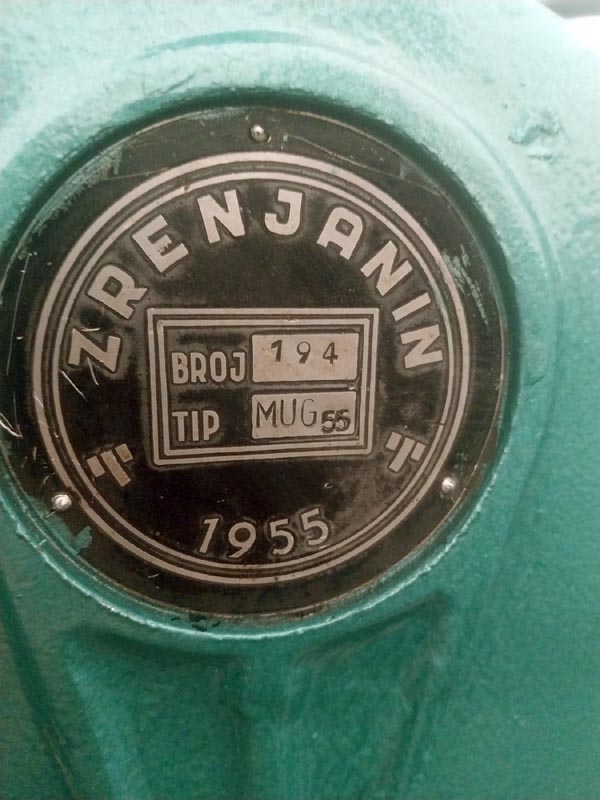 ZRENJANIN
BROJ 194
TIP MUG55
1955